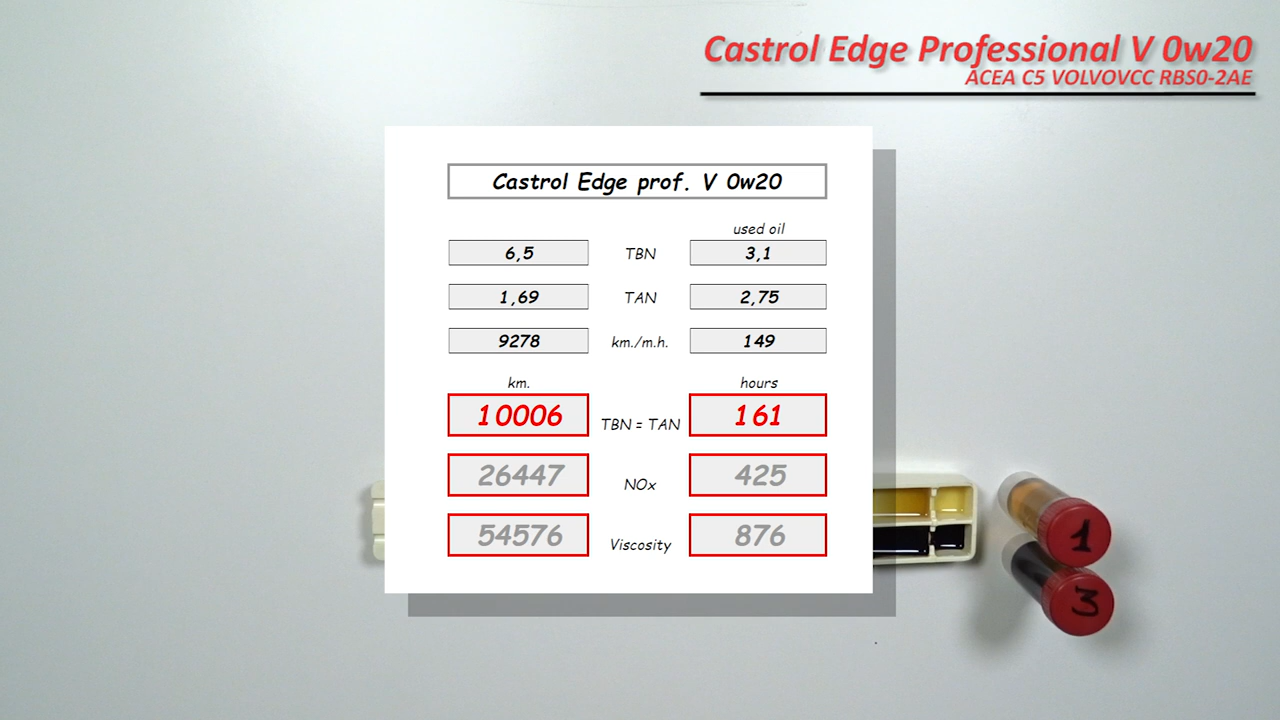 Castrol Edge Professional V 0w20
ACEA C5 VOLVOVCC RBS0-2AE
Castrol Edge prof. V 0w20
used oil
6,5 TBN 3,1
1,69 TAN 2,75
9278 km./m.h. 149
km. hours
10006 TBN = TAN 161
26447 NOx 425
54576 Viscosity 876
1
3